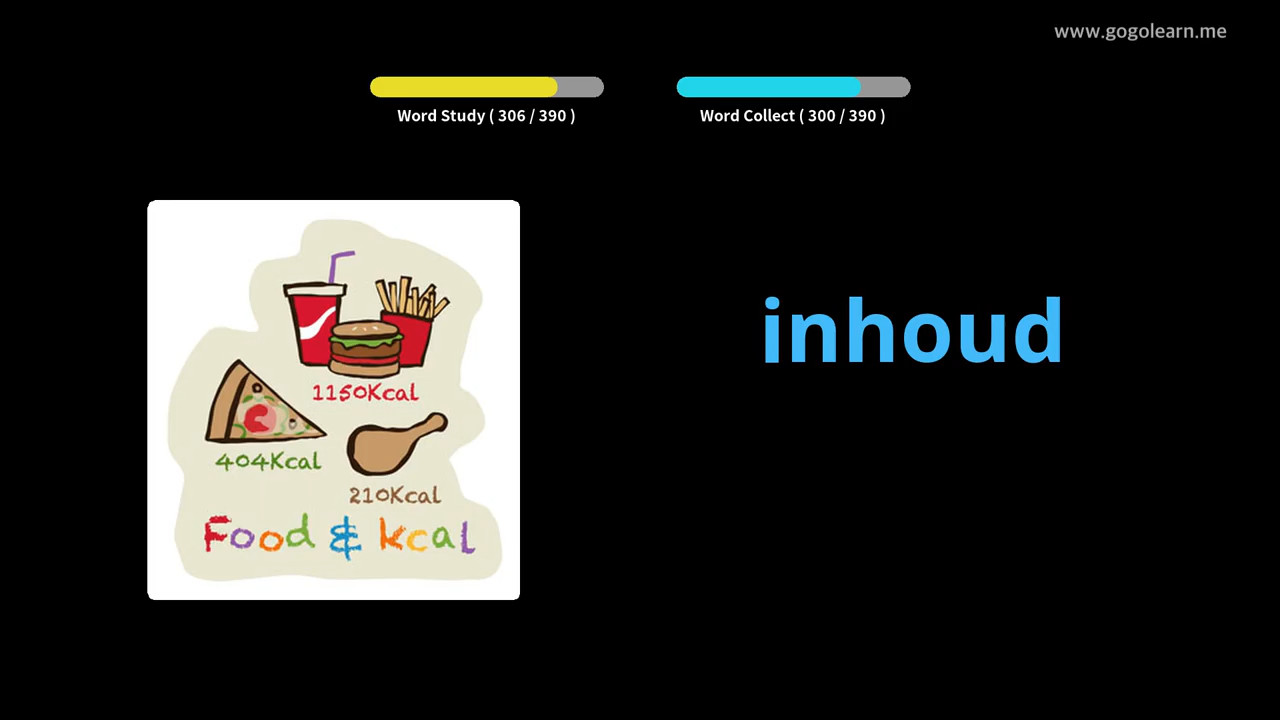 www.gogolearn.me
Word Study ( 306 / 390 )
Word Collect ( 300 / 390 )
inhoud
1150Kcal
404Kcal
210Kcal
Food & kcal